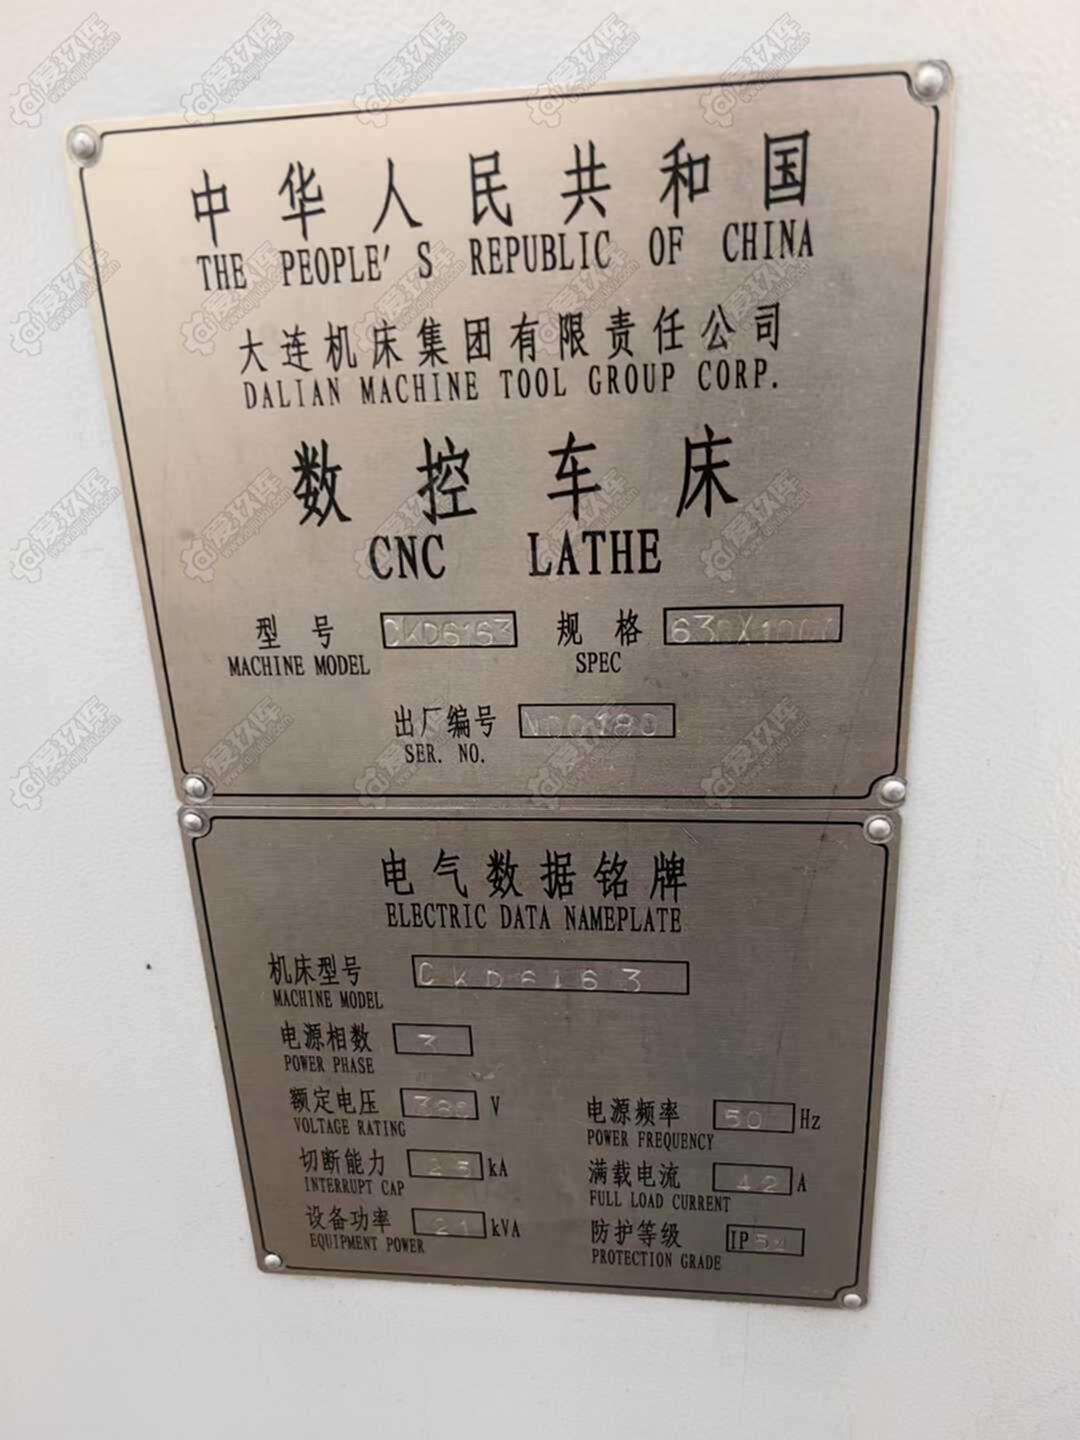 中华人民共和国
THE PEOPLE'S REPUBLIC OF CHINA
大连机床集团有限责任公司
DALIAN MACHINE TOOL GROUP CORP.
数控车床
CNC LATHE
型号 CKD6163 规格 630X1000
MACHINE MODEL SPEC
出厂编号
SER. NO.
电气数据铭牌
ELECTRIC DATA NAMEPLATE
机床型号 CKD6163
MACHINE MODEL
电源相数 3
POWER PHASE
额定电压 380 V 电源频率 50 Hz
VOLTAGE RATING POWER FREQUENCY
切断能力 25 kA 满载电流 42 A
INTERRUPT CAP FULL LOAD CURRENT
设备功率 21 kVA 防护等级 IP54
EQUIPMENT POWER PROTECTION GRADE